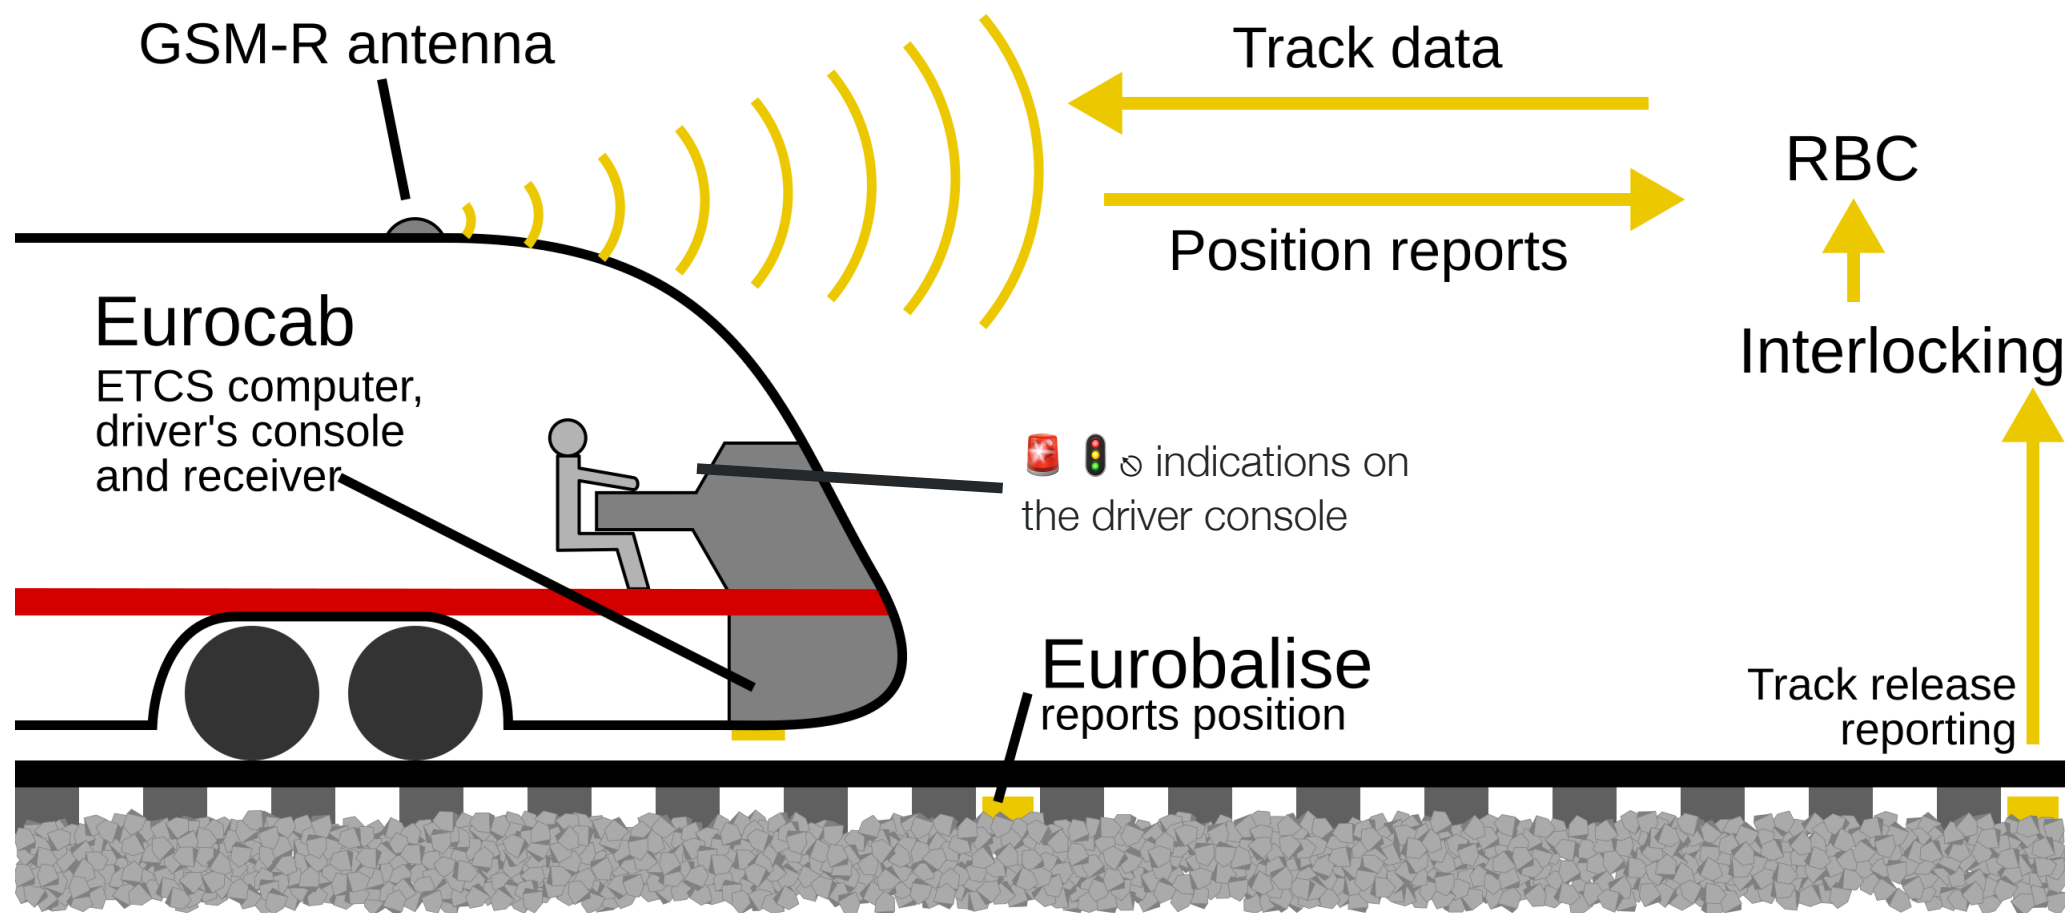 GSM-R antenna
Track data
RBC
Position reports
Eurocab
ETCS computer,
driver's console
and receiver
Interlocking
🚨 🚦 ⎋ indications on
the driver console
Eurobalise
reports position
Track release
reporting